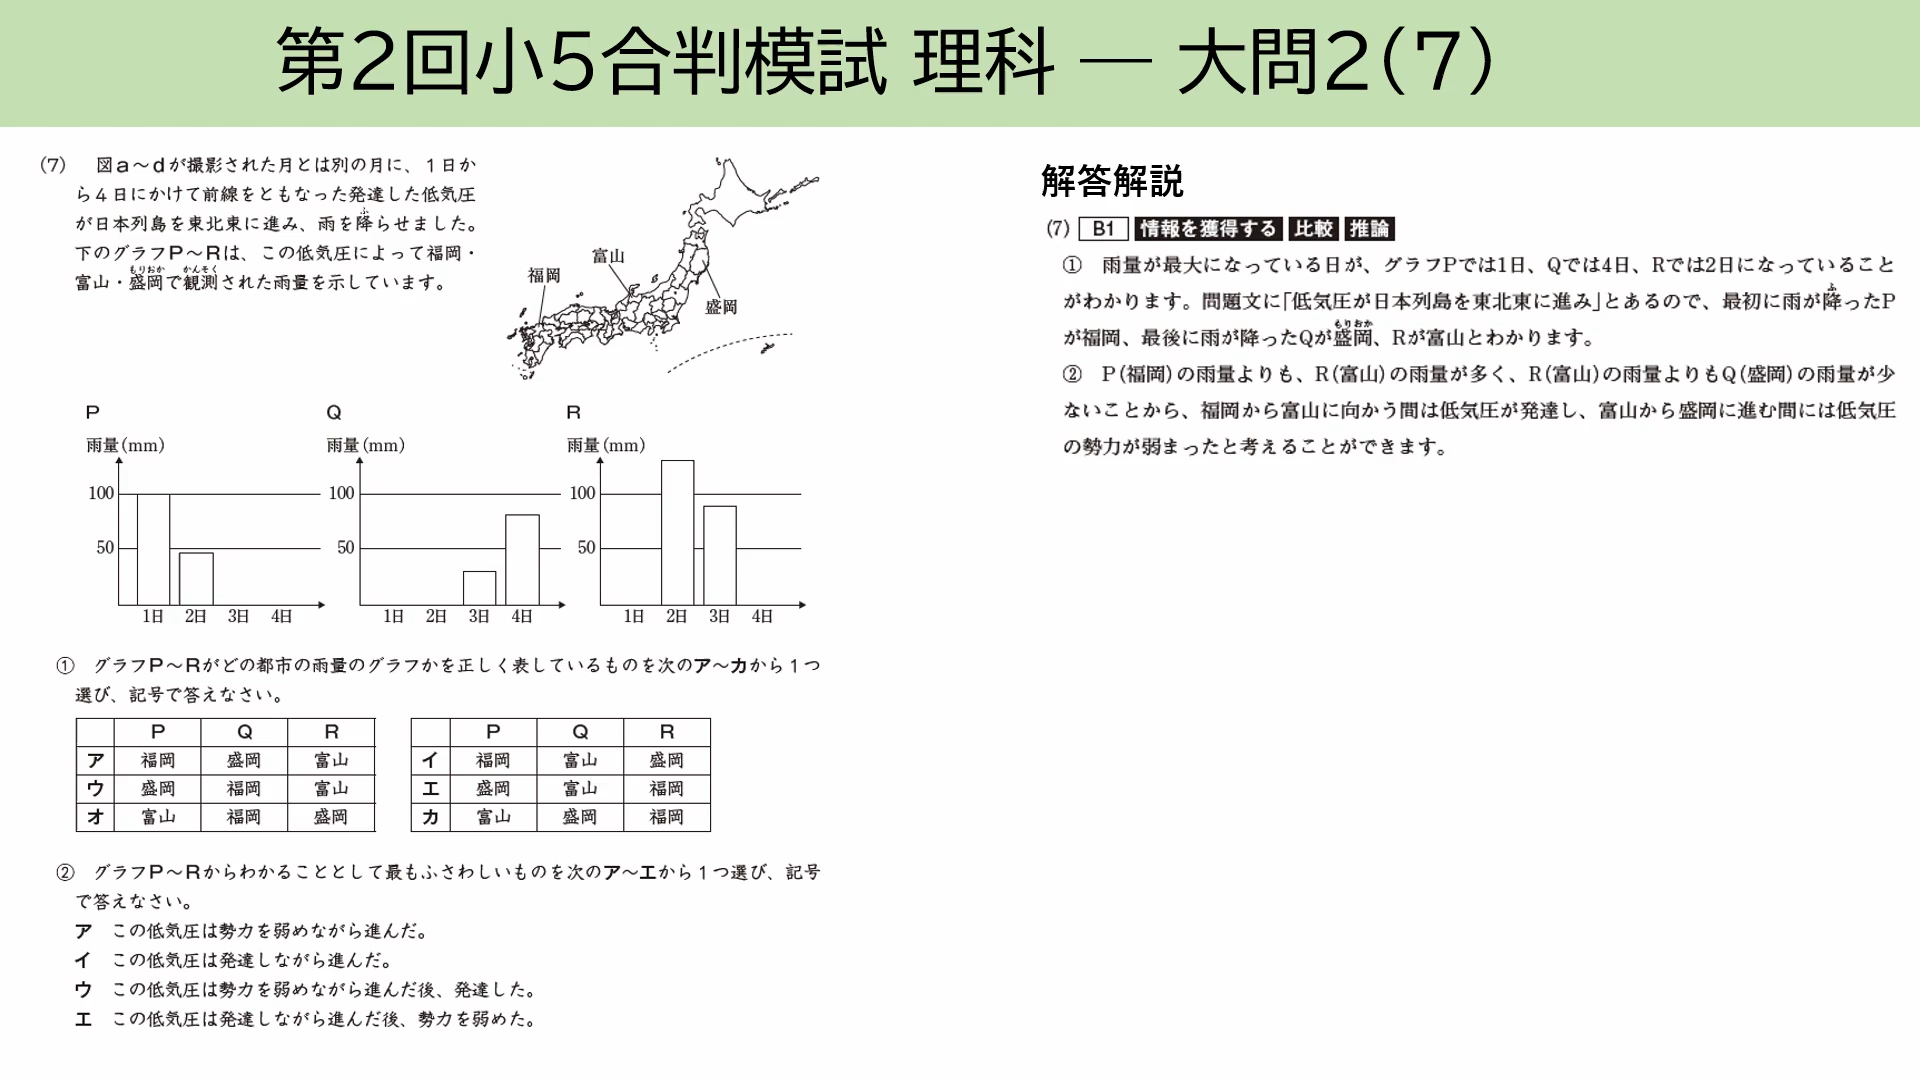 第2回小5合判模試 理科 ― 大問2(7)
(7) 図a～dが撮影された月とは別の月に、1日か
ら4日にかけて前線をともなった発達した低気圧
が日本列島を東北東に進み、雨を降らせました。
ふ
下のグラフP～Rは、この低気圧によって福岡・
富山・盛岡で観測された雨量を示しています。
もりおか かんそく
福岡
富山
盛岡
P
雨量(mm)
100
50
1日 2日 3日 4日
Q
雨量(mm)
100
50
1日 2日 3日 4日
R
雨量(mm)
100
50
1日 2日 3日 4日
① グラフP～Rがどの都市の雨量のグラフかを正しく表しているものを次のア～カから1つ
選び、記号で答えなさい。
P Q R
ア 福岡 盛岡 富山
ウ 盛岡 福岡 富山
オ 富山 福岡 盛岡
P Q R
イ 福岡 富山 盛岡
エ 盛岡 富山 福岡
カ 富山 盛岡 福岡
② グラフP～Rからわかることとして最もふさわしいものを次のア～エから1つ選び、記号
で答えなさい。
ア この低気圧は勢力を弱めながら進んだ。
イ この低気圧は発達しながら進んだ。
ウ この低気圧は勢力を弱めながら進んだ後、発達した。
エ この低気圧は発達しながら進んだ後、勢力を弱めた。
解答解説
(7) B1 情報を獲得する 比較 推論
① 雨量が最大になっている日が、グラフPでは1日、Qでは4日、Rでは2日になっていること
がわかります。問題文に「低気圧が日本列島を東北東に進み」とあるので、最初に雨が降ったP
ふ
が福岡、最後に雨が降ったQが盛岡、Rが富山とわかります。
もりおか
② P(福岡)の雨量よりも、R(富山)の雨量が多く、R(富山)の雨量よりもQ(盛岡)の雨量が少
ないことから、福岡から富山に向かう間は低気圧が発達し、富山から盛岡に進む間には低気圧
の勢力が弱まったと考えることができます。